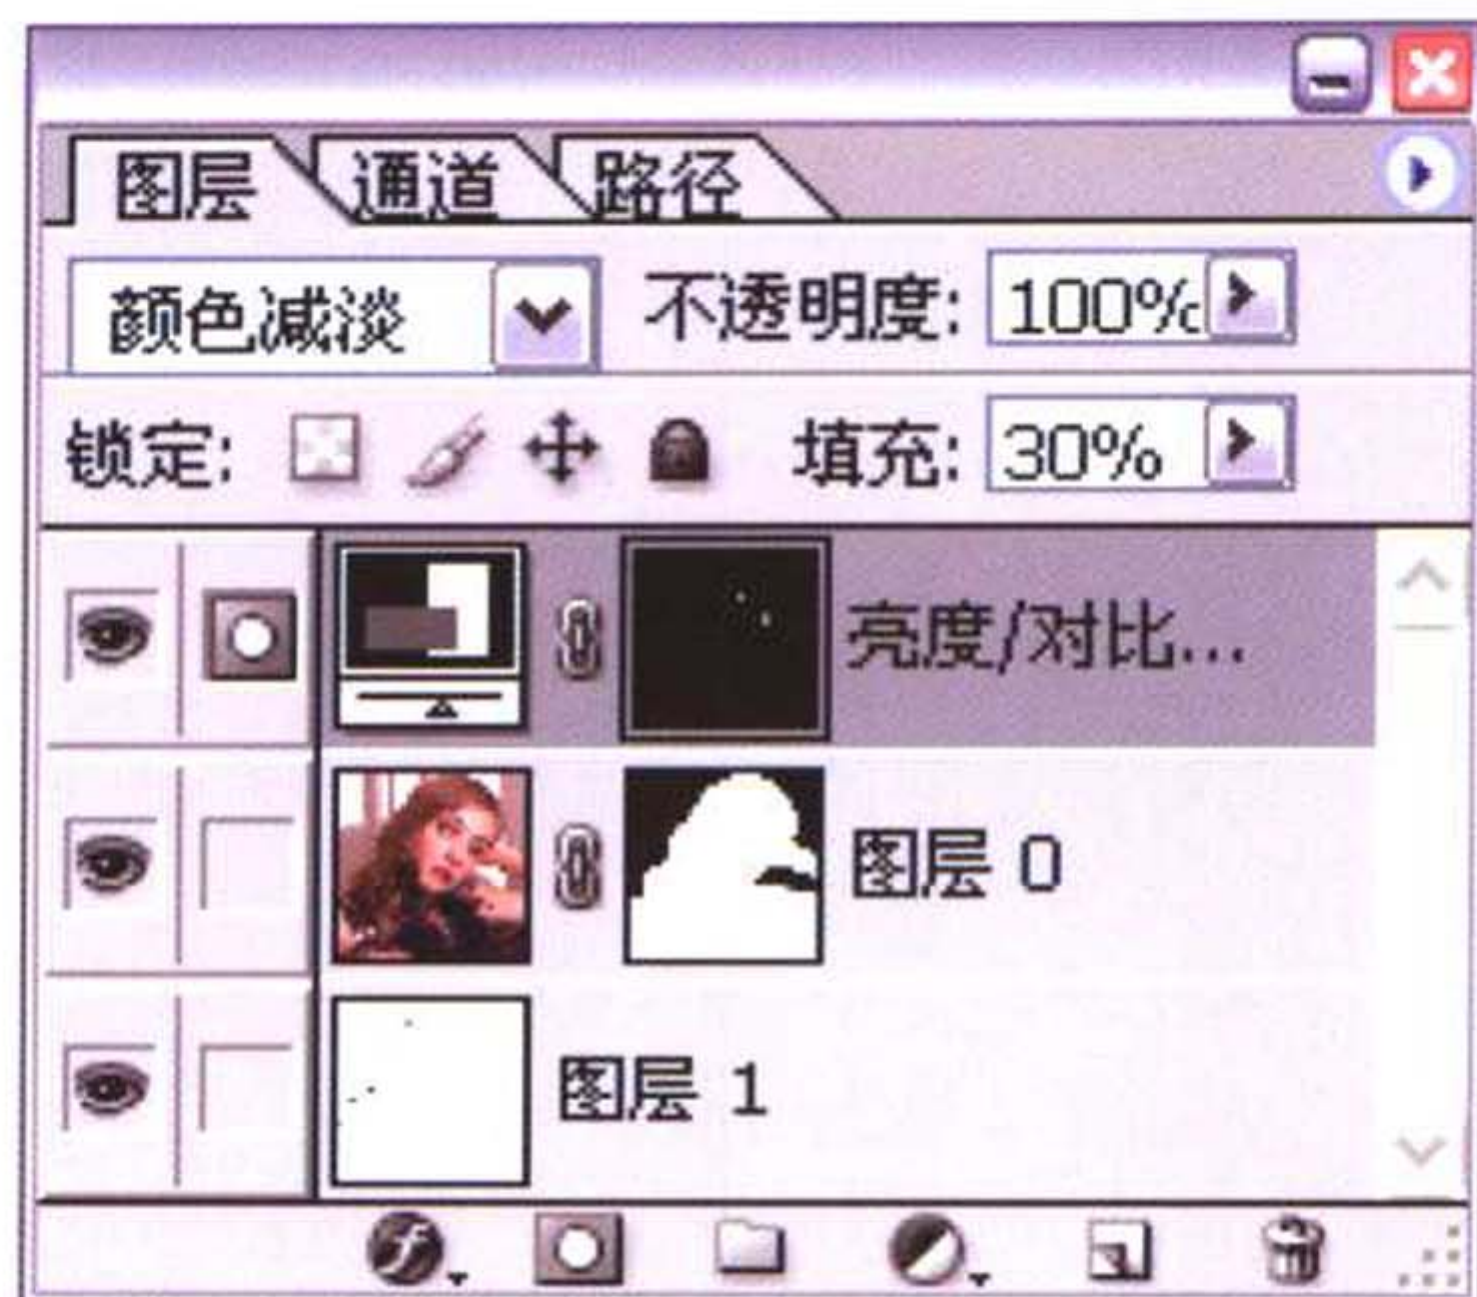 图层 通道 路径
颜色减淡 不透明度: 100%
锁定: 填充: 30%
亮度/对比...
图层 0
图层 1